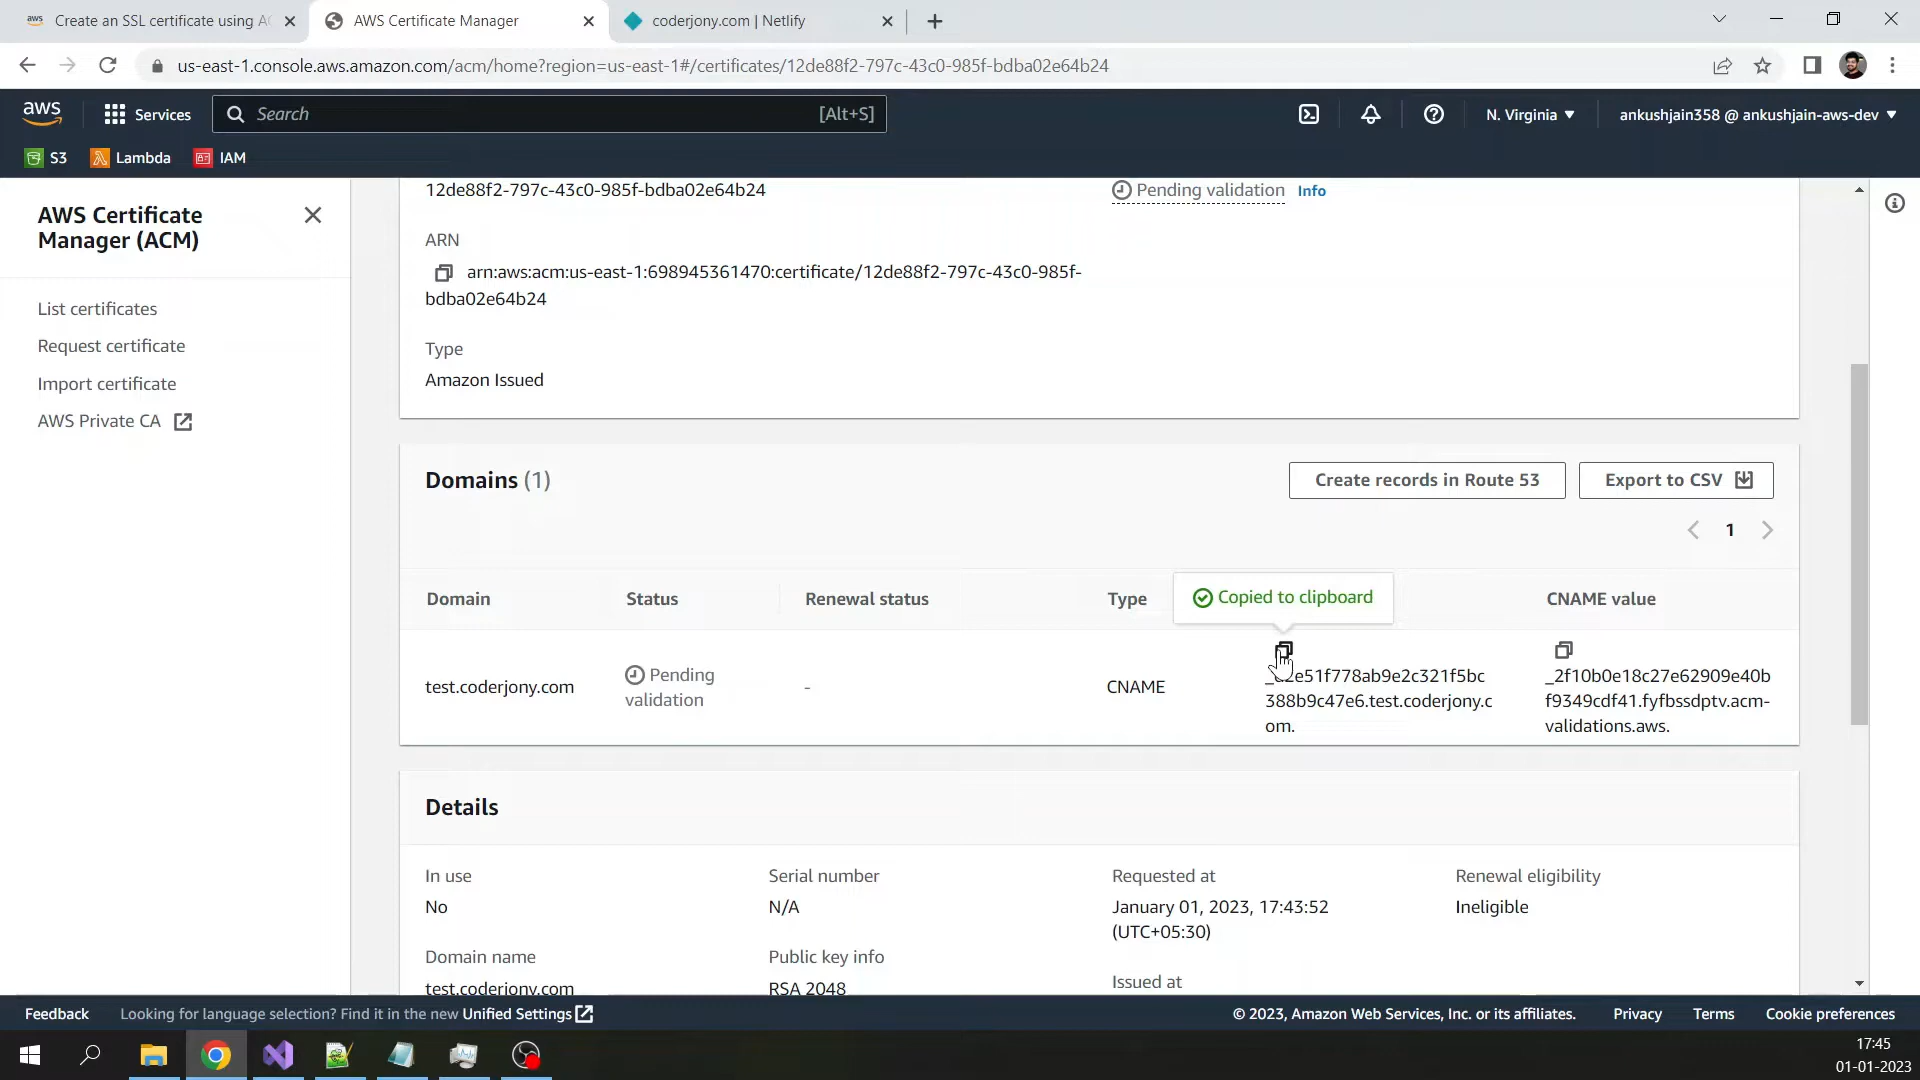 Create an SSL certificate using A
AWS Certificate Manager
coderjony.com | Netlify
us-east-1.console.aws.amazon.com/acm/home?region=us-east-1#/certificates/12de88f2-797c-43c0-985f-bdba02e64b24
aws
Services
Search
[Alt+S]
N. Virginia
ankushjain358 @ ankushjain-aws-dev
S3
Lambda
IAM
AWS Certificate
Manager (ACM)
List certificates
Request certificate
Import certificate
AWS Private CA
12de88f2-797c-43c0-985f-bdba02e64b24
Pending validation
Info
ARN
arn:aws:acm:us-east-1:698945361470:certificate/12de88f2-797c-43c0-985f-
bdba02e64b24
Type
Amazon Issued
Domains (1)
Create records in Route 53
Export to CSV
1
Domain
Status
Renewal status
Type
Copied to clipboard
CNAME value
test.coderjony.com
Pending
validation
-
CNAME
388b9c47e6.test.coderjony.c
om.
_2f10b0e18c27e62909e40b
f9349cdf41.fyfbssdptv.acm-
validations.aws.
Details
In use
No
Serial number
N/A
Requested at
January 01, 2023, 17:43:52
(UTC+05:30)
Renewal eligibility
Ineligible
Domain name
test.coderjony.com
Public key info
RSA 2048
Issued at
Feedback
Looking for language selection? Find it in the new Unified Settings
© 2023, Amazon Web Services, Inc. or its affiliates.
Privacy
Terms
Cookie preferences
17:45
01-01-2023